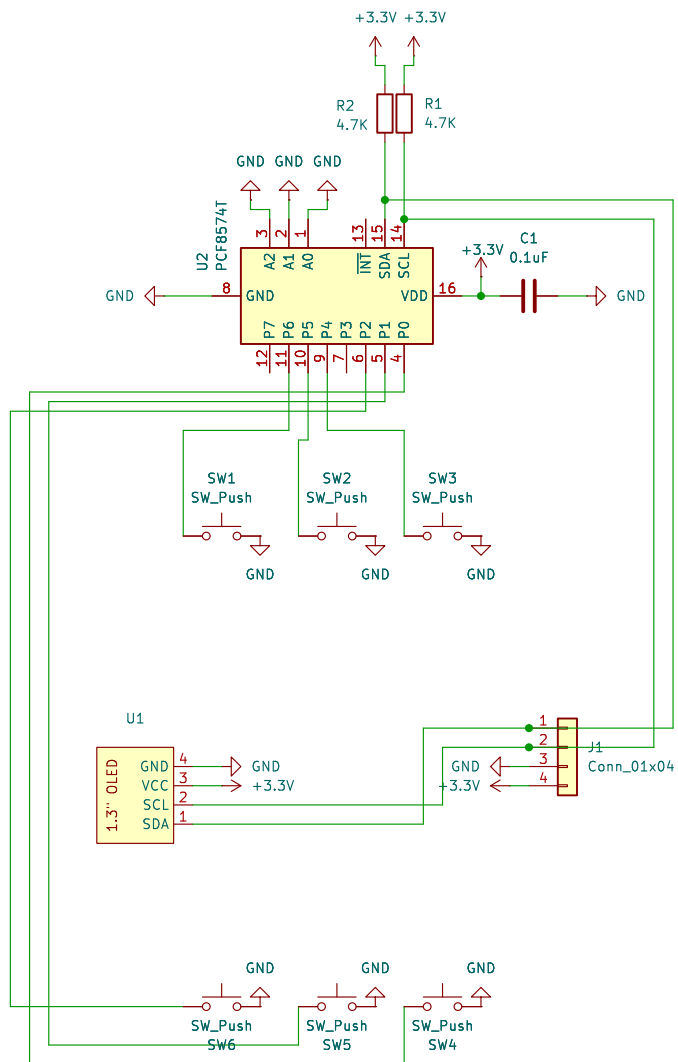 +3.3V +3.3V
R2
4.7K
R1
4.7K
GND GND GND
3 2 1 13 15 14
U2
PCF8574T
A2 A1 A0 INT SDA SCL
C1
0.1uF
+3.3V
GND 8 GND VDD 16 GND
P7 P6 P5 P4 P3 P2 P1 P0
12 11 10 9 7 6 5 4
SW1 SW2 SW3
SW_Push SW_Push SW_Push
GND GND GND
U1
1.3" OLED
GND 4 GND
VCC 3 +3.3V
SCL 2
SDA 1
1
2
GND 3
+3.3V 4
J1
Conn_01x04
GND GND GND
SW_Push SW_Push SW_Push
SW6 SW5 SW4